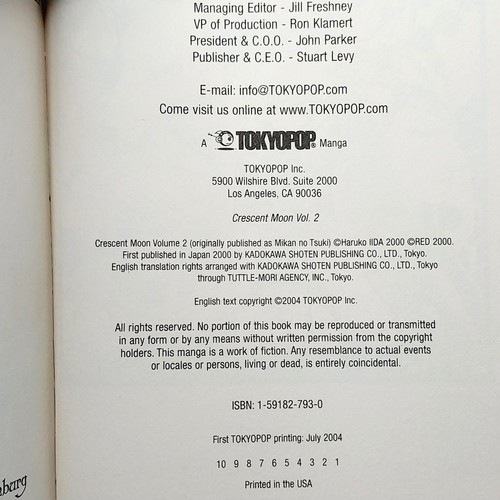 Managing Editor - Jill Freshney
VP of Production - Ron Klamert
President & C.O.O. - John Parker
Publisher & C.E.O. - Stuart Levy
E-mail: info@TOKYOPOP.com
Come visit us online at www.TOKYOPOP.com
A TOKYOPOP® Manga
TOKYOPOP Inc.
5900 Wilshire Blvd. Suite 2000
Los Angeles, CA 90036
Crescent Moon Vol. 2
Crescent Moon Volume 2 (originally published as Mikan no Tsuki) ©Haruko IIDA 2000 ©RED 2000.
First published in Japan 2000 by KADOKAWA SHOTEN PUBLISHING CO., LTD., Tokyo.
English translation rights arranged with KADOKAWA SHOTEN PUBLISHING CO., LTD., Tokyo
through TUTTLE-MORI AGENCY, INC., Tokyo.
English text copyright ©2004 TOKYOPOP Inc.
All rights reserved. No portion of this book may be reproduced or transmitted
in any form or by any means without written permission from the copyright
holders. This manga is a work of fiction. Any resemblance to actual events
or locales or persons, living or dead, is entirely coincidental.
ISBN: 1-59182-793-0
First TOKYOPOP printing: July 2004
10 9 8 7 6 5 4 3 2 1
Printed in the USA